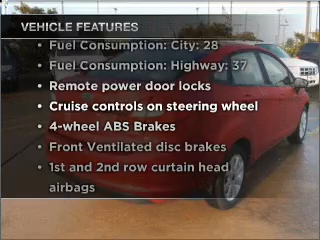 VEHICLE FEATURES
• Fuel Consumption: City: 28
• Fuel Consumption: Highway: 37
• Remote power door locks
• Cruise controls on steering wheel
• 4-wheel ABS Brakes
• Front Ventilated disc brakes
• 1st and 2nd row curtain head
airbags